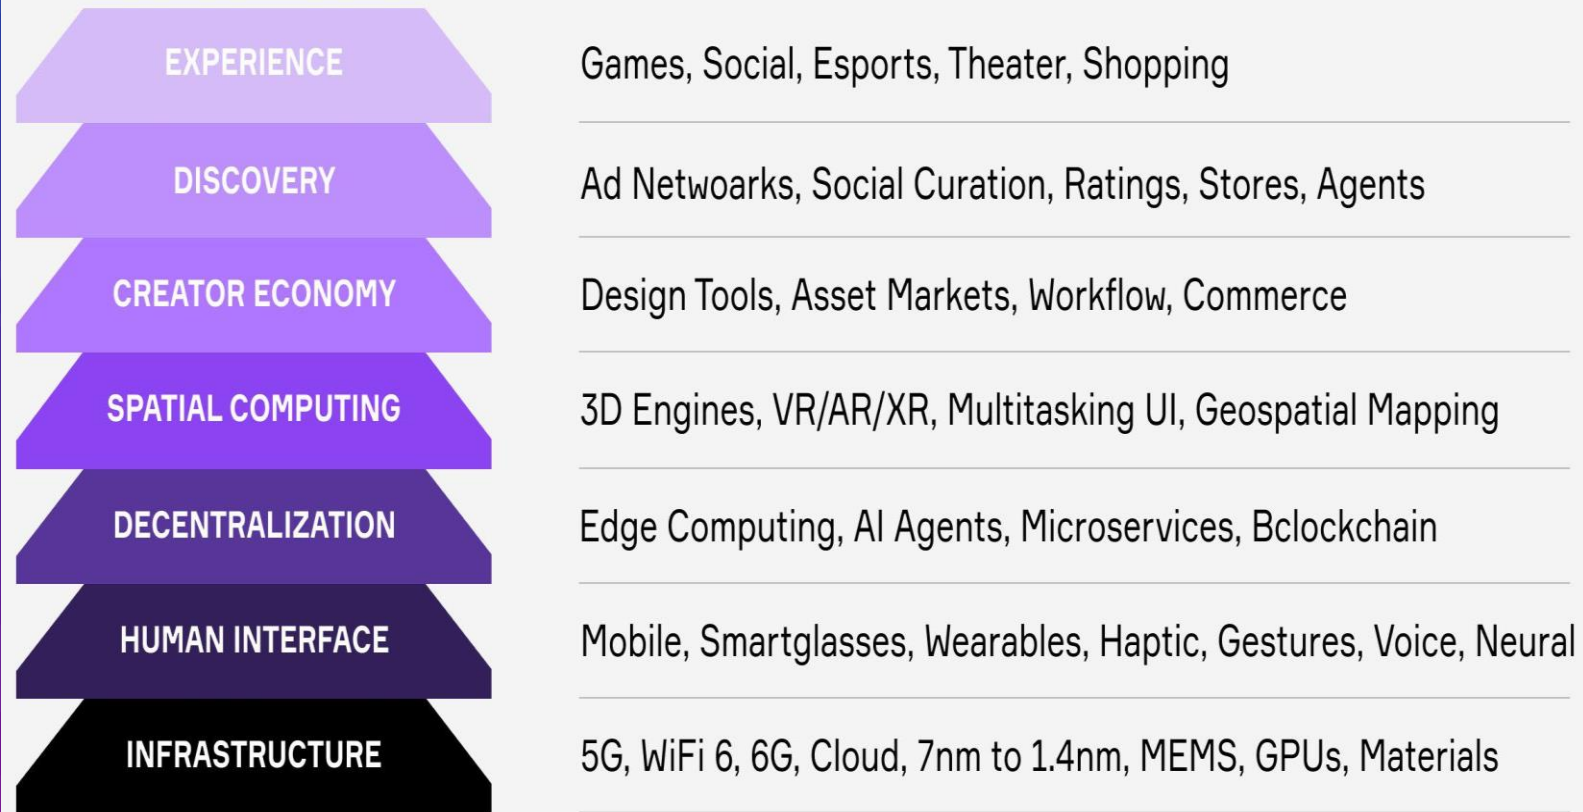 EXPERIENCE
Games, Social, Esports, Theater, Shopping
DISCOVERY
Ad Netwoarks, Social Curation, Ratings, Stores, Agents
CREATOR ECONOMY
Design Tools, Asset Markets, Workflow, Commerce
SPATIAL COMPUTING
3D Engines, VR/AR/XR, Multitasking UI, Geospatial Mapping
DECENTRALIZATION
Edge Computing, AI Agents, Microservices, Bclockchain
HUMAN INTERFACE
Mobile, Smartglasses, Wearables, Haptic, Gestures, Voice, Neural
INFRASTRUCTURE
5G, WiFi 6, 6G, Cloud, 7nm to 1.4nm, MEMS, GPUs, Materials